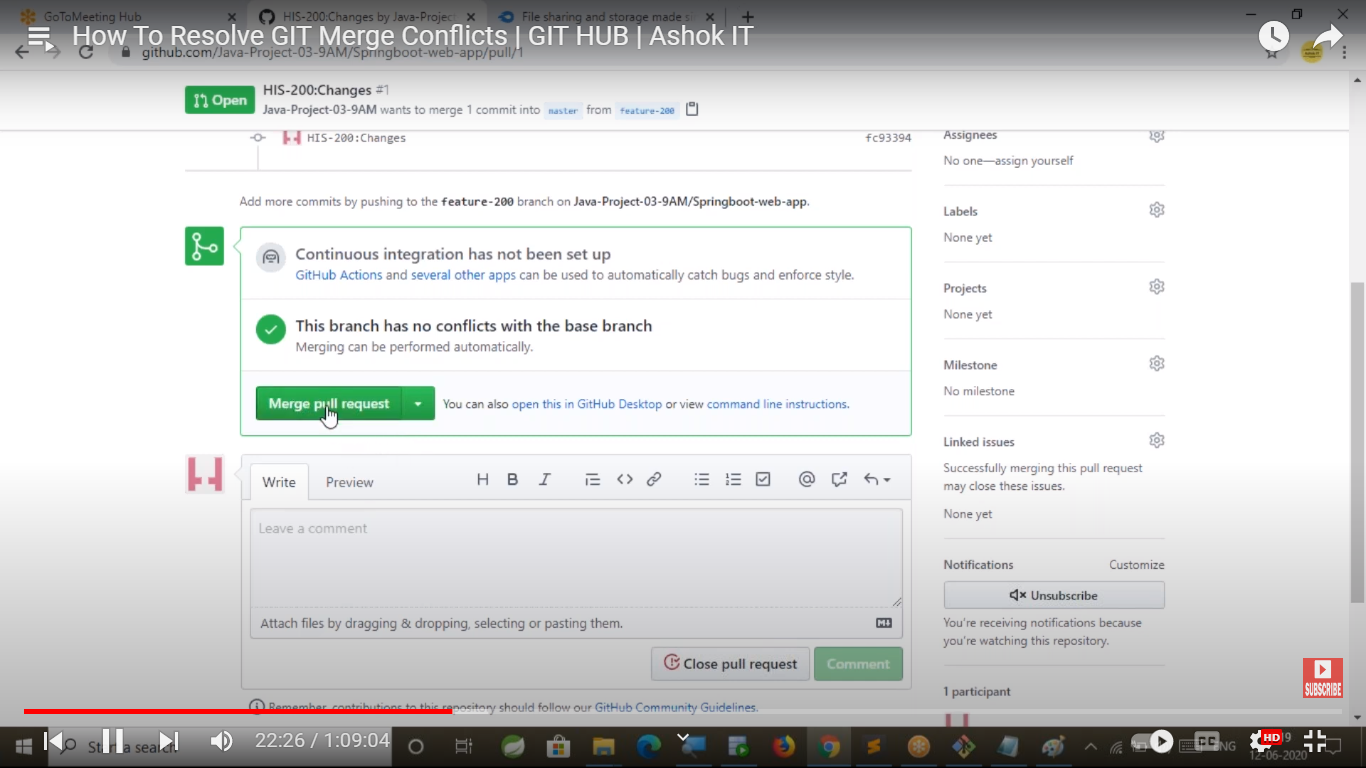 GoToMeeting Hub
HIS-200:Changes by Java-Project
File sharing and storage made si
How To Resolve GIT Merge Conflicts | GIT HUB | Ashok IT
github.com/Java-Project-03-9AM/Springboot-web-app/pull/1
Open
HIS-200:Changes #1
Java-Project-03-9AM wants to merge 1 commit into master from feature-200
HIS-200:Changes
fc93394
Add more commits by pushing to the feature-200 branch on Java-Project-03-9AM/Springboot-web-app.
Continuous integration has not been set up
GitHub Actions and several other apps can be used to automatically catch bugs and enforce style.
This branch has no conflicts with the base branch
Merging can be performed automatically.
Merge pull request
You can also open this in GitHub Desktop or view command line instructions.
Write
Preview
H B I
Leave a comment
Attach files by dragging & dropping, selecting or pasting them.
Close pull request
Comment
Remember, contributions to this repository should follow our GitHub Community Guidelines.
Assignees
No one—assign yourself
Labels
None yet
Projects
None yet
Milestone
No milestone
Linked issues
Successfully merging this pull request
may close these issues.
None yet
Notifications
Customize
Unsubscribe
You're receiving notifications because
you're watching this repository.
1 participant
SUBSCRIBE
22:26 / 1:09:04
CC
ENG
HD
12-06-2020